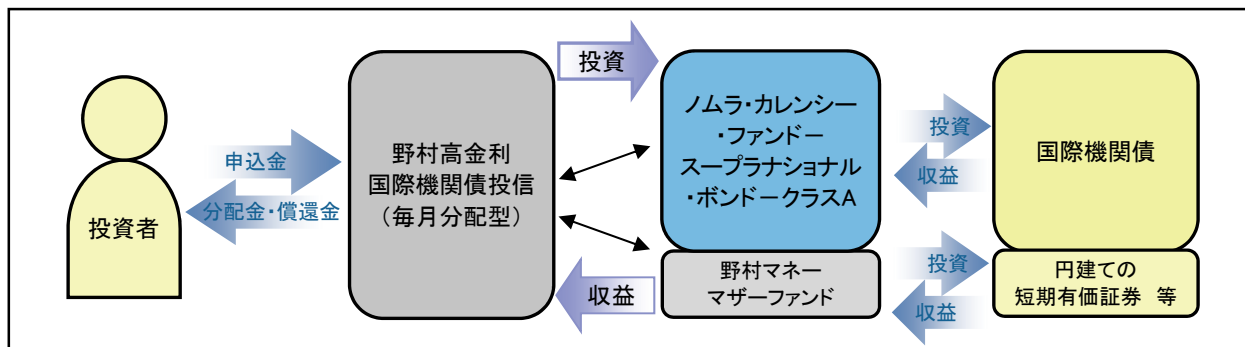 投資者
申込金
分配金・償還金
野村高金利
国際機関債投信
（毎月分配型）
投資
収益
ノムラ・カレンシー
・ファンドー
スープラナショナル
・ボンドークラスA
野村マネー
マザーファンド
投資
収益
投資
収益
国際機関債
円建ての
短期有価証券　等